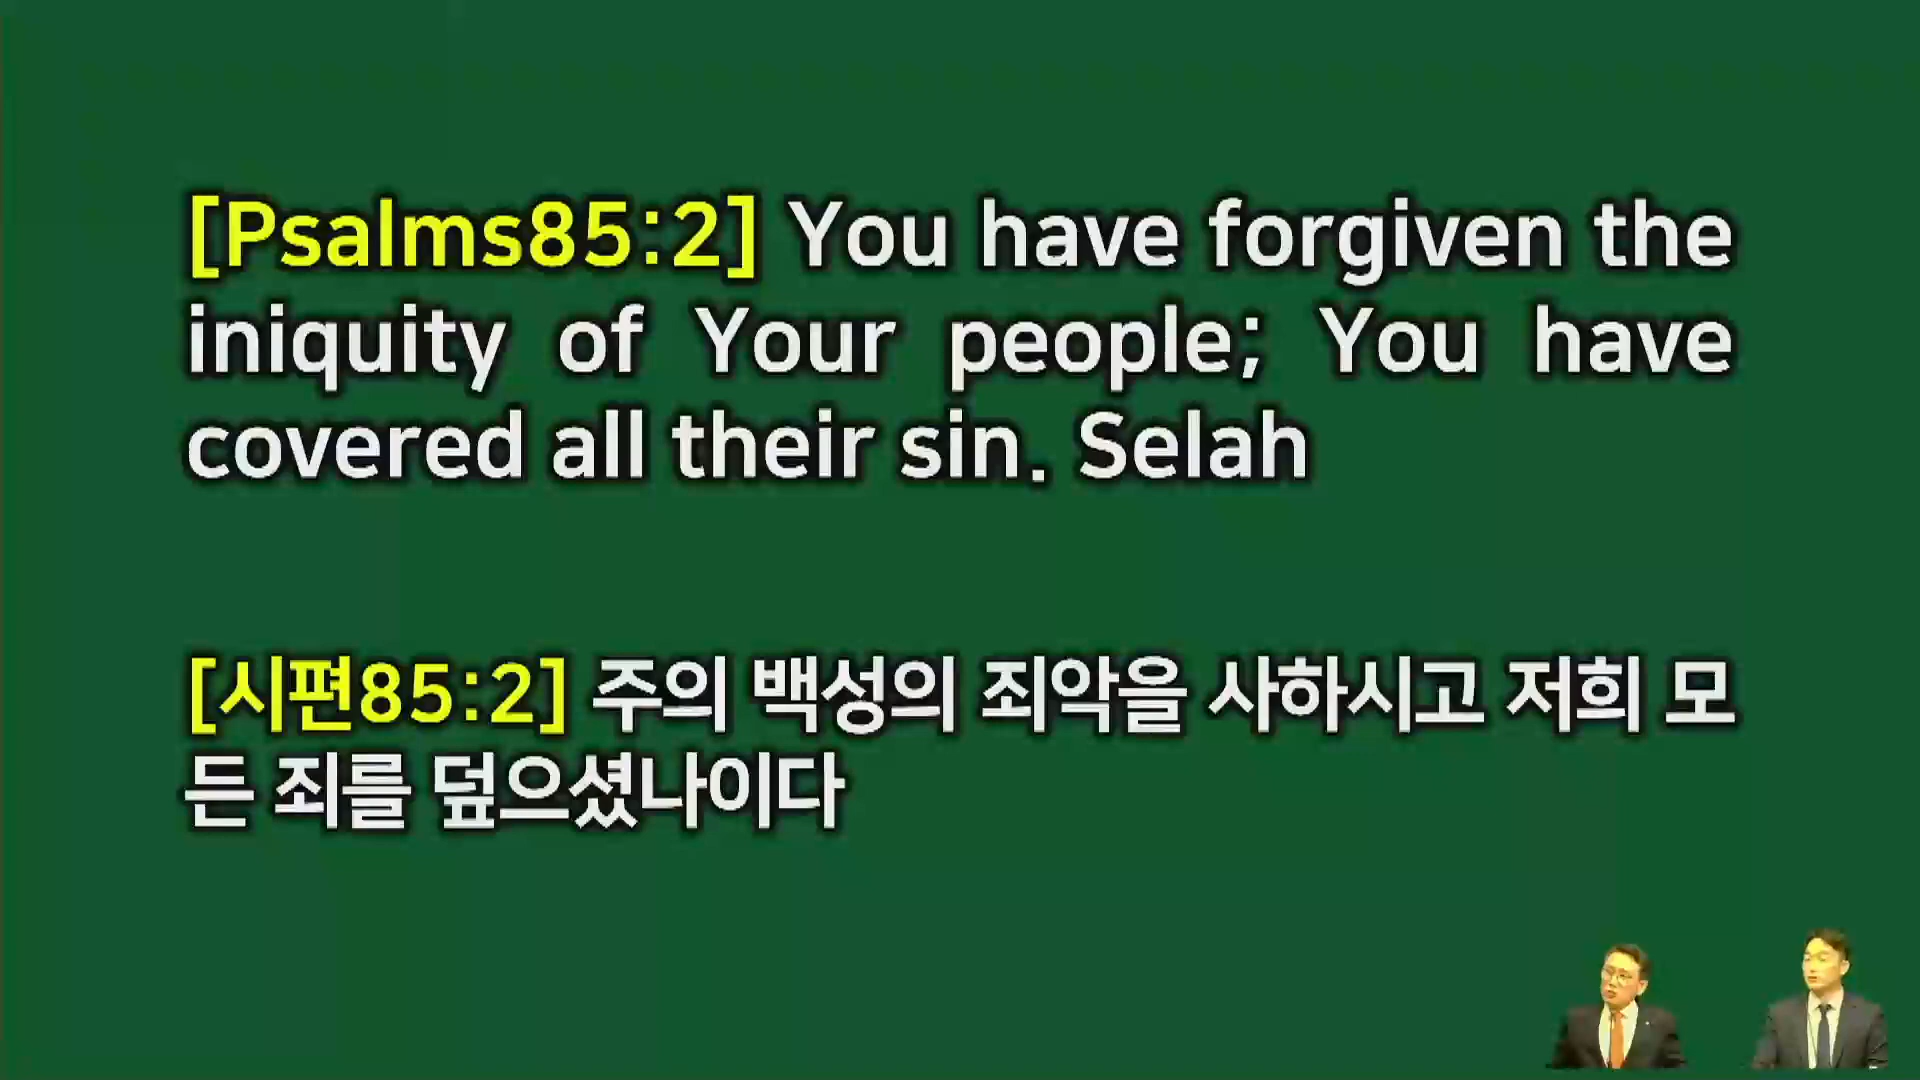 [Psalms85:2] You have forgiven the
iniquity of Your people; You have
covered all their sin. Selah
[시편85:2] 주의 백성의 죄악을 사하시고 저희 모
든 죄를 덮으셨나이다